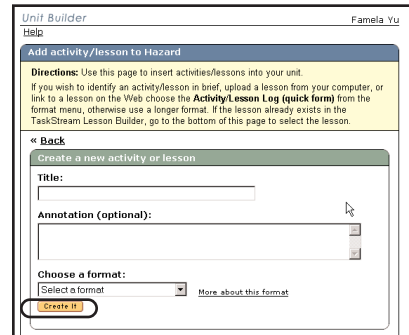 Unit Builder
Famela Yu
Help
Add activity/lesson to Hazard
Directions: Use this page to insert activities/lessons into your unit.
If you wish to identify an activity/lesson in brief, upload a lesson from your computer, or
link to a lesson on the Web choose the Activity/Lesson Log (quick form) from the
format menu, otherwise use a longer format. If the lesson already exists in the
TaskStream Lesson Builder, go to the bottom of this page to select the lesson.
« Back
Create a new activity or lesson
Title:
Annotation (optional):
Choose a format:
Select a format
More about this format
Create It